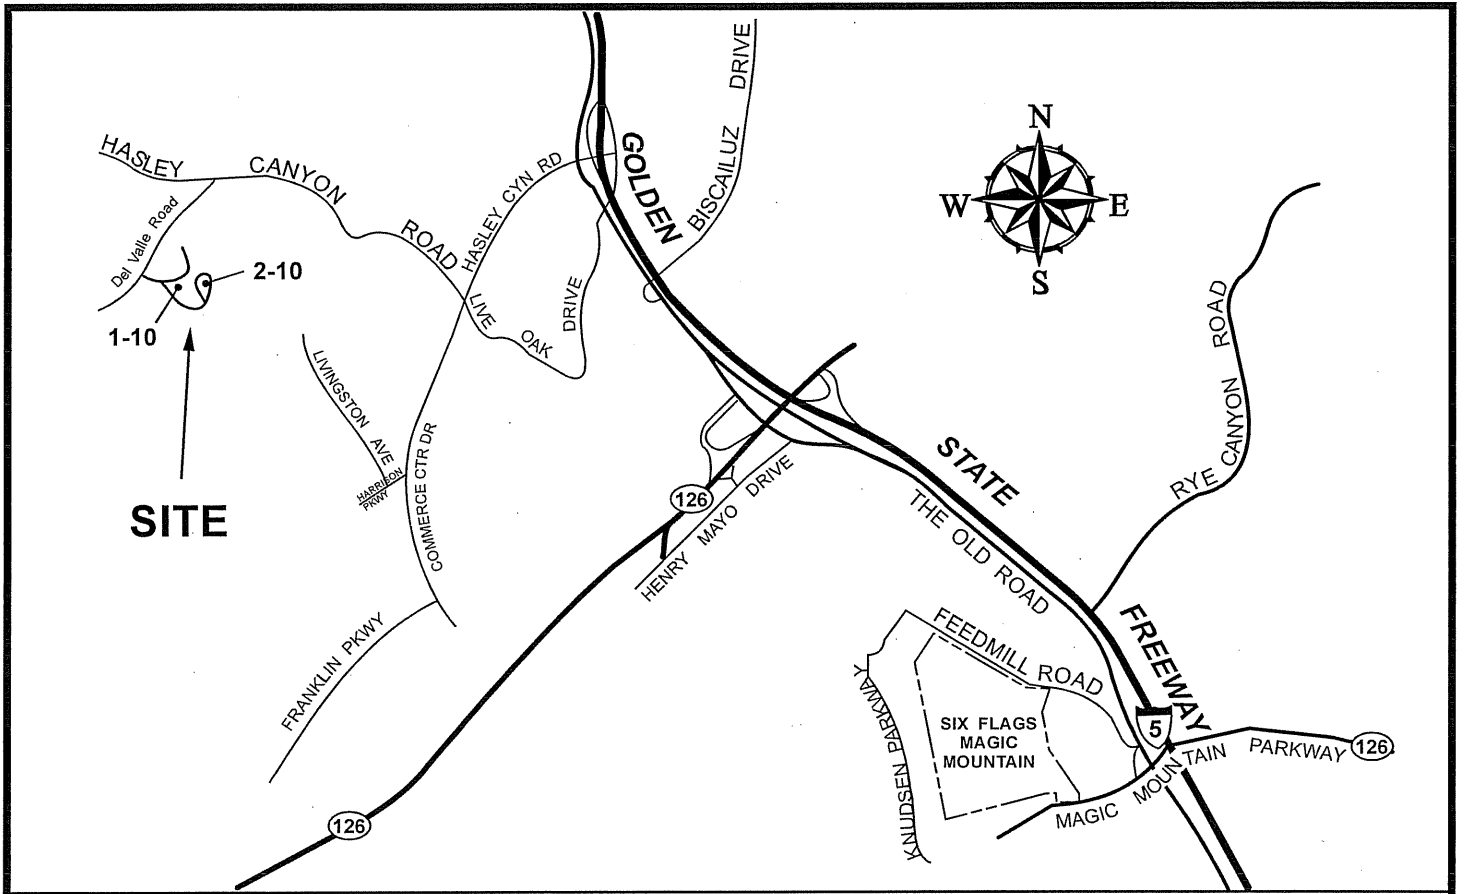 HASLEY CANYON ROAD
Del Valle Road
2-10
1-10
SITE
LIVINGSTON AVE
HARRISON
PKWY
COMMERCE CTR DR
FRANKLIN PKWY
HASLEY CYN RD
LIVE OAK DRIVE
GOLDEN STATE FREEWAY
BISCAILUZ DRIVE
N
W
E
S
RYE CANYON ROAD
126
HENRY MAYO DRIVE
THE OLD ROAD
FEEDMILL ROAD
KNUDSEN PARKWAY
SIX FLAGS
MAGIC
MOUNTAIN
5
MAGIC MOUNTAIN PARKWAY
126
126